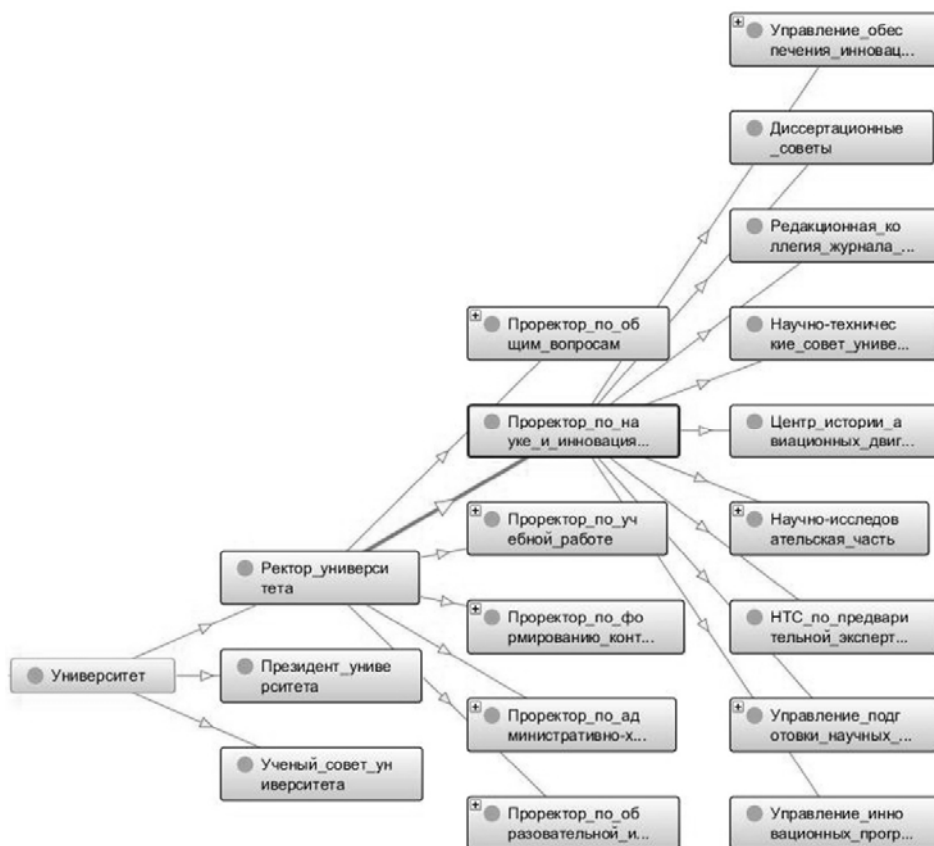 Управление_обес
печения_инновац...
Диссертационные
_советы
Редакционная_ко
ллегия_журнала_...
Проректор_по_об
щим_вопросам
Научно-техничес
кие_совет_униве...
Проректор_по_на
уке_и_инновация...
Центр_истории_а
виационных_двиг...
Проректор_по_уч
ебной_работе
Научно-исследов
ательская_часть
Ректор_универси
тета
Проректор_по_фо
рмированию_конт...
НТС_по_предвари
тельной_эксперт...
Университет
Президент_униве
рситета
Проректор_по_ад
министративно-х...
Управление_подг
отовки_научных_...
Ученый_совет_ун
иверситета
Проректор_по_об
разовательной_и...
Управление_инно
вационных_прогр...